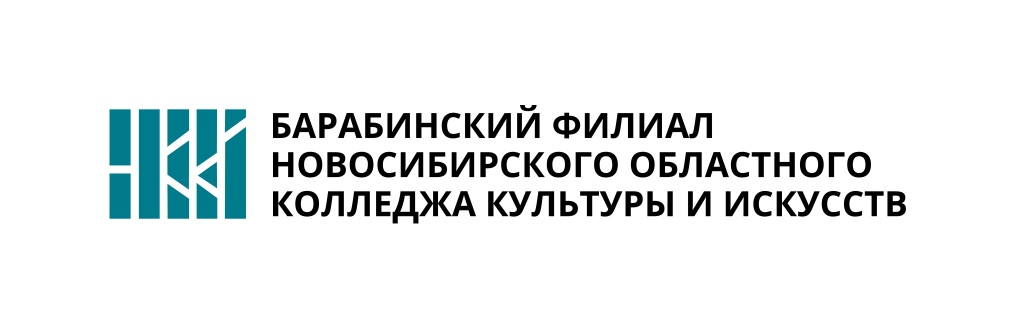 БАРАБИНСКИЙ ФИЛИАЛ
НОВОСИБИРСКОГО ОБЛАСТНОГО
КОЛЛЕДЖА КУЛЬТУРЫ И ИСКУССТВ